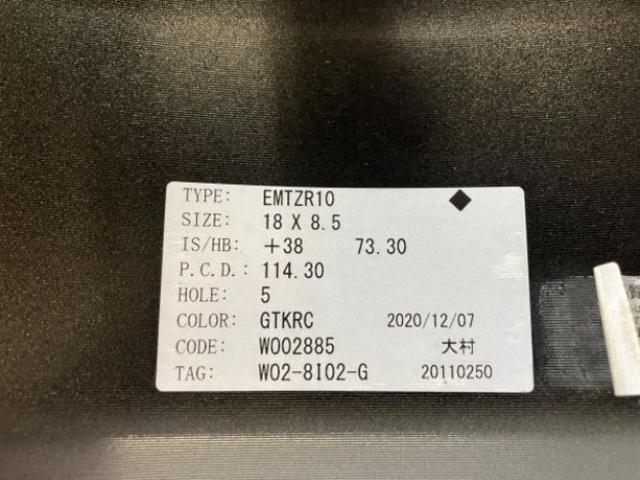 TYPE: EMTZR10
SIZE: 18 X 8.5
IS/HB: +38 73.30
P.C.D.: 114.30
HOLE: 5
COLOR: GTKRC 2020/12/07
CODE: W002885 大村
TAG: W02-8I02-G 20110250